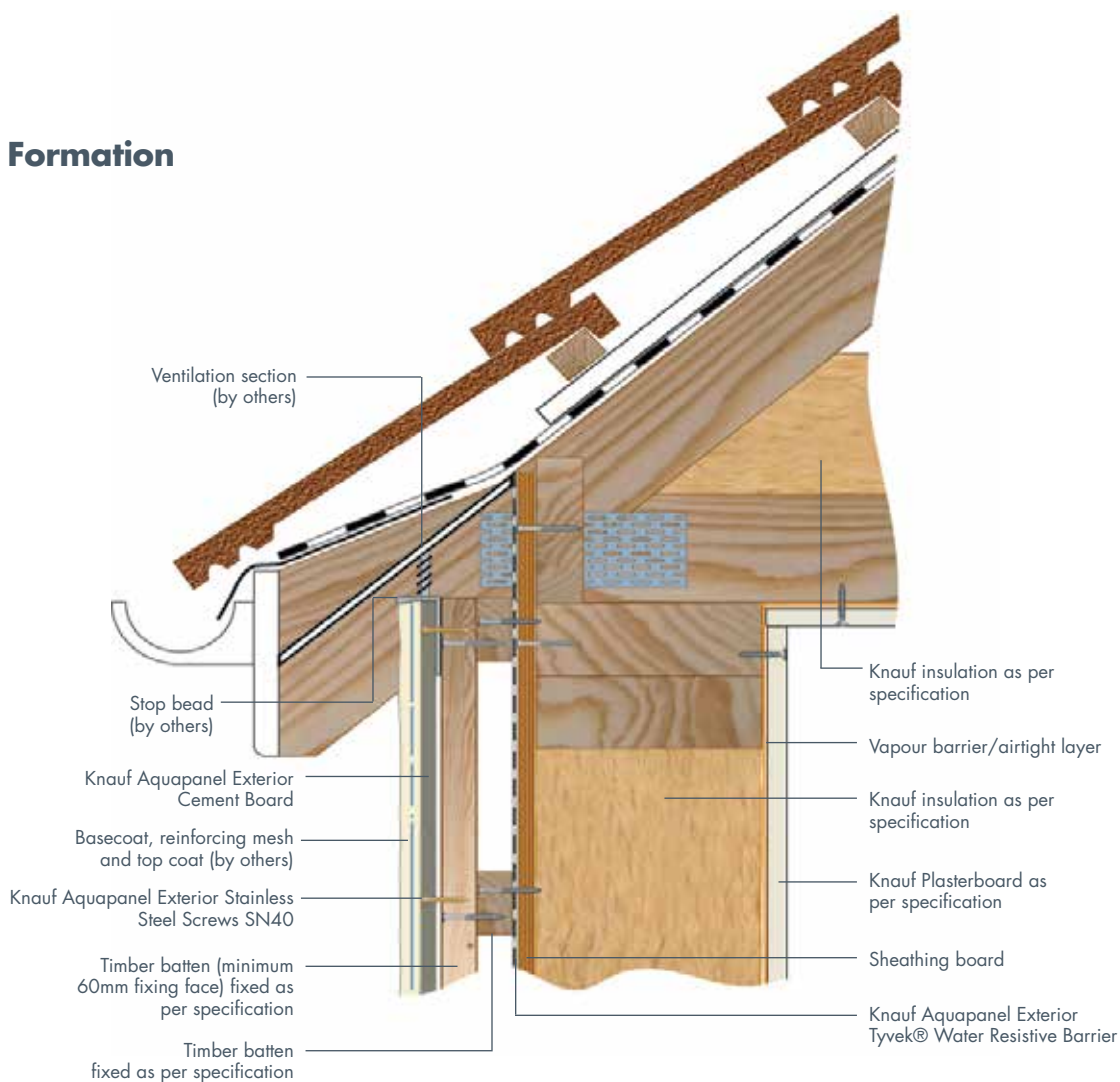 Formation
Ventilation section
(by others)
Stop bead
(by others)
Knauf Aquapanel Exterior
Cement Board
Basecoat, reinforcing mesh
and top coat (by others)
Knauf Aquapanel Exterior Stainless
Steel Screws SN40
Timber batten (minimum
60mm fixing face) fixed as
per specification
Timber batten
fixed as per specification
Knauf insulation as per
specification
Vapour barrier/airtight layer
Knauf insulation as per
specification
Knauf Plasterboard as
per specification
Sheathing board
Knauf Aquapanel Exterior
Tyvek® Water Resistive Barrier